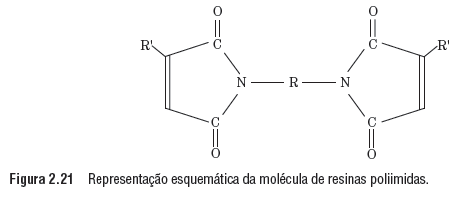 O O
R' C C R'
N R N
C C
O O
Figura 2.21 Representação esquemática da molécula de resinas poliimidas.